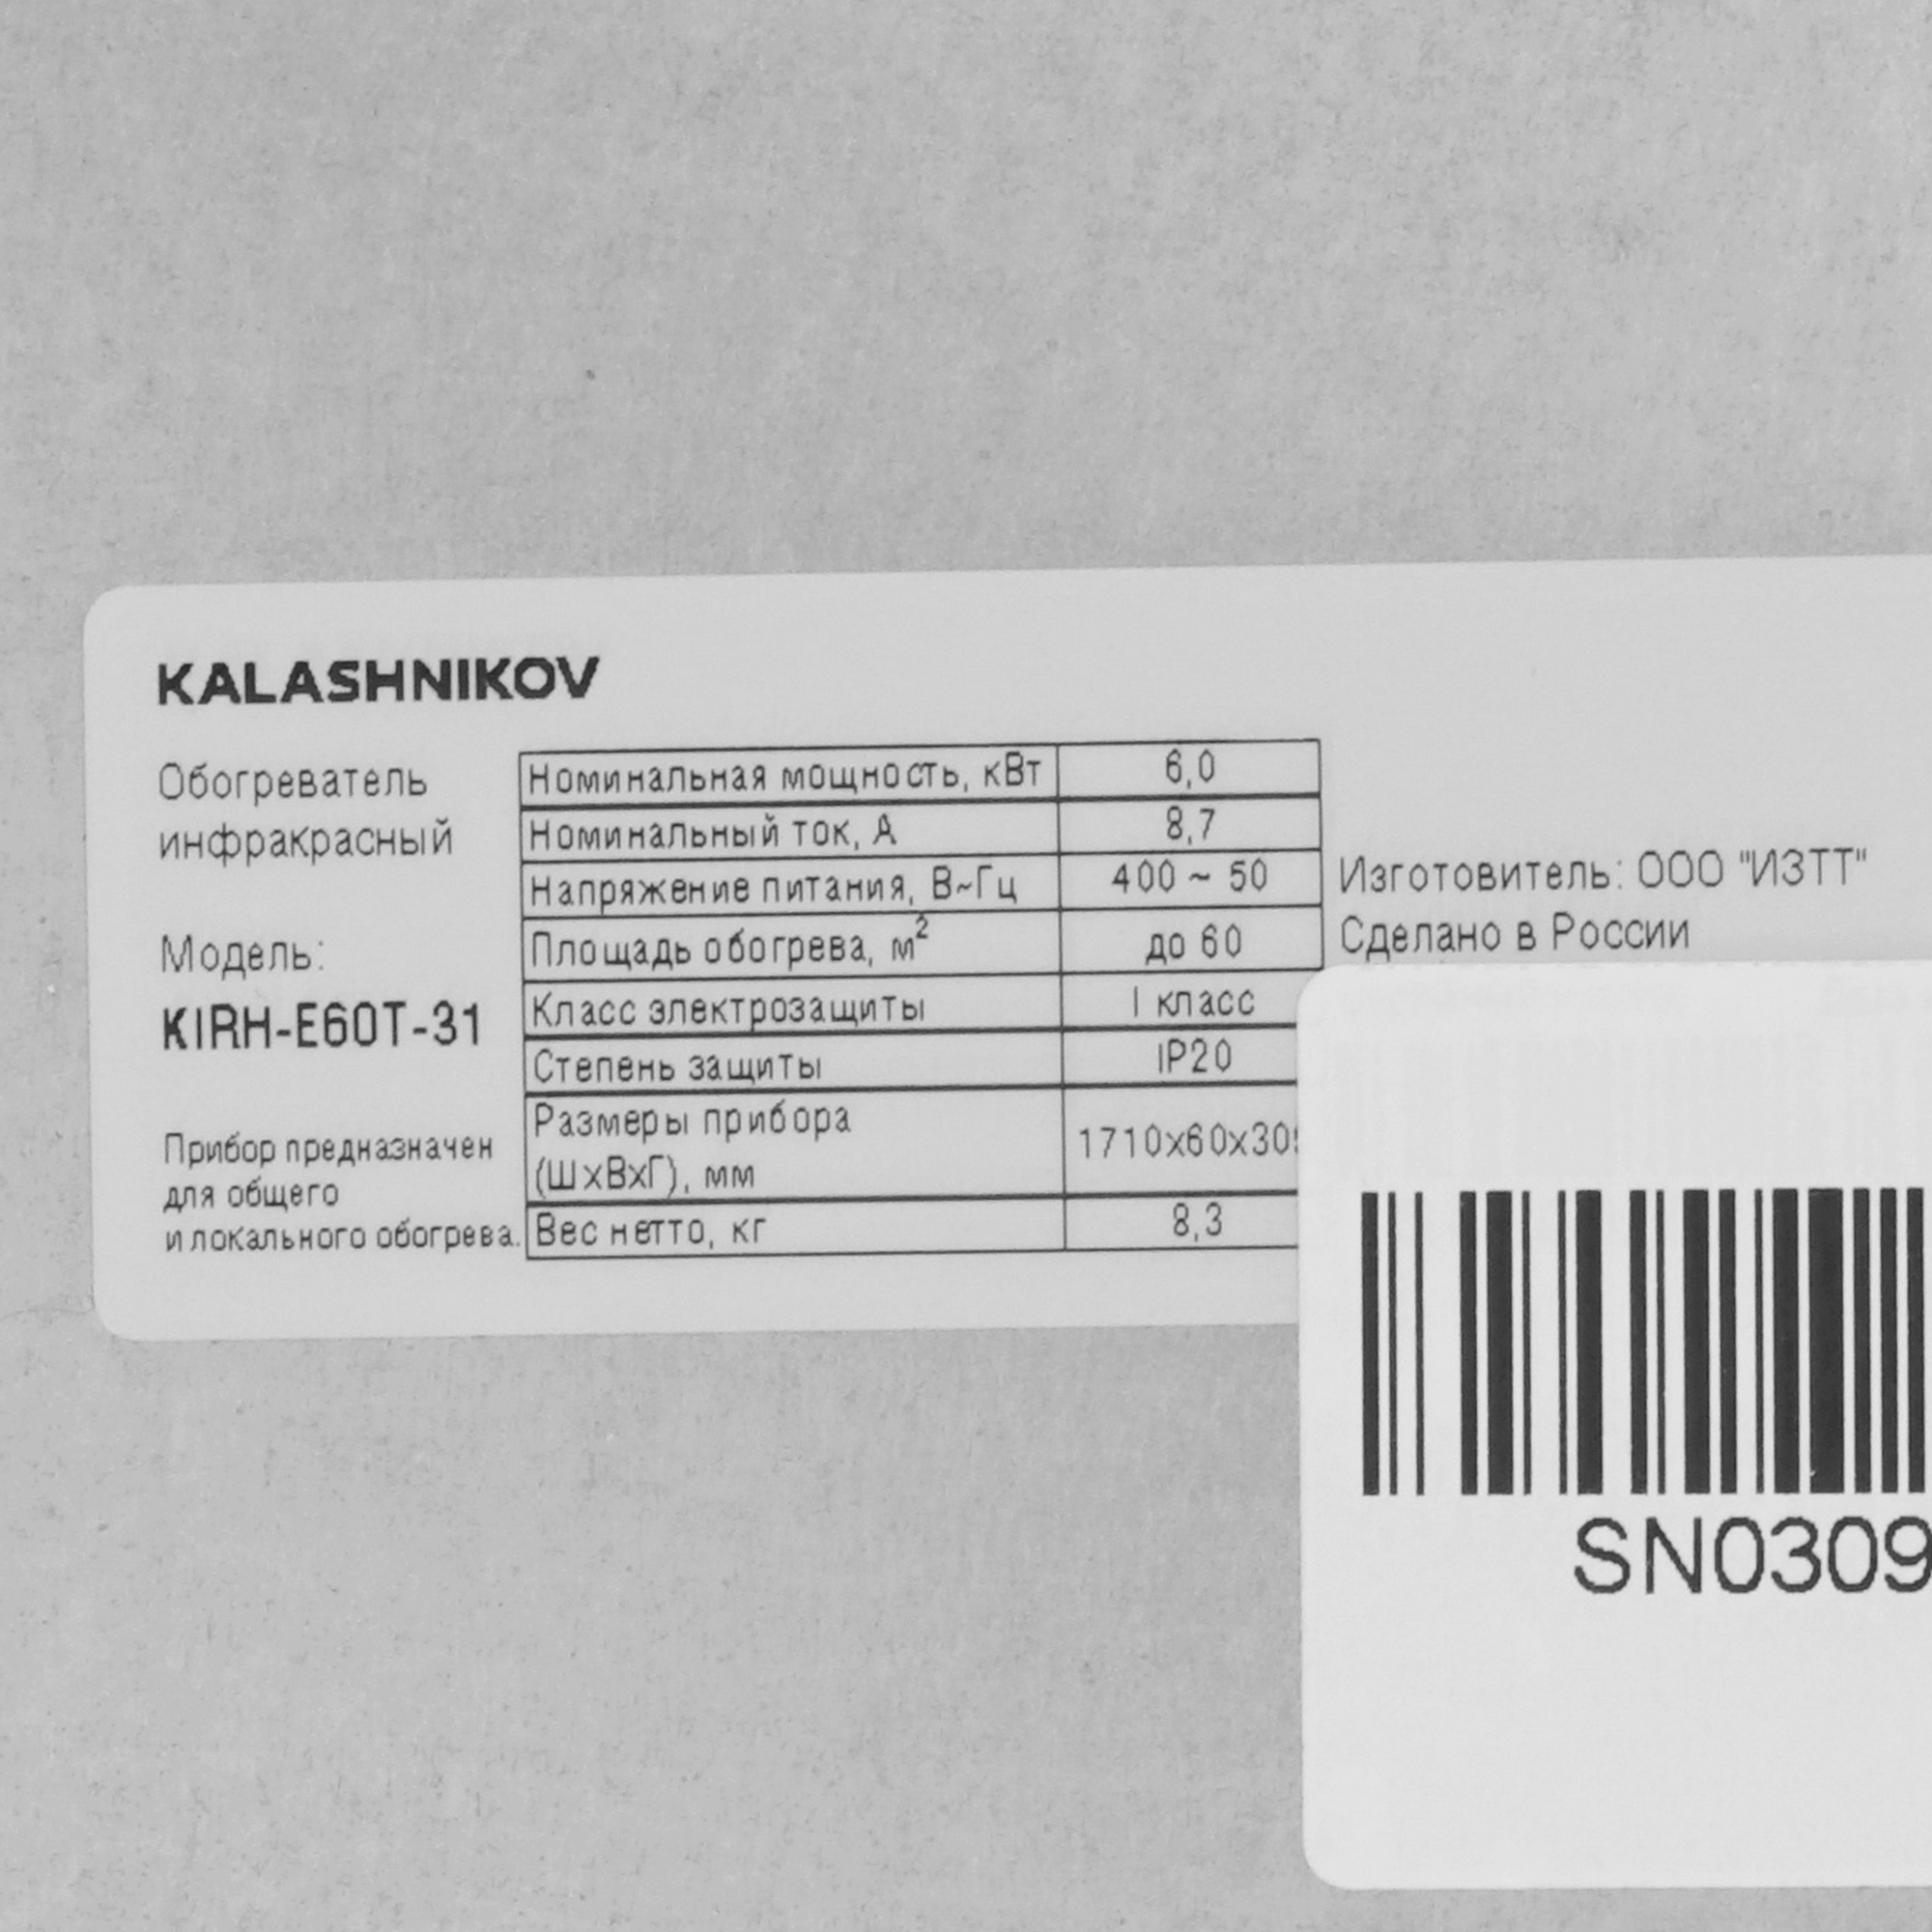 KALASHNIKOV
Обогреватель
инфракрасный
Модель:
KIRH-E60T-31
Прибор предназначен
для общего
и локального обогрева.
Номинальная мощность, кВт 6,0
Номинальный ток, А 8,7
Напряжение питания, В~Гц 400 ~ 50
Площадь обогрева, м² до 60
Класс электрозащиты I класс
Степень защиты IP20
Размеры прибора
(ШхВхГ), мм
Вес нетто, кг 8,3
Изготовитель: ООО "ИЗТТ"
Сделано в России
SN0309